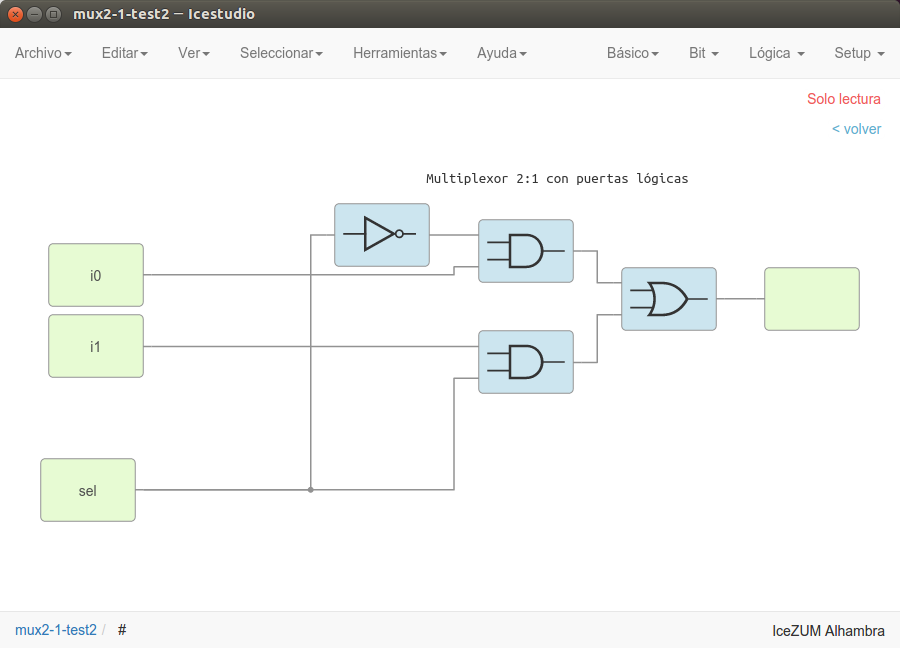 mux2-1-test2 — Icestudio
Archivo Editar Ver Seleccionar Herramientas Ayuda Básico Bit Lógica Setup
Solo lectura
< volver
Multiplexor 2:1 con puertas lógicas
i0
i1
sel
mux2-1-test2 / # IceZUM Alhambra